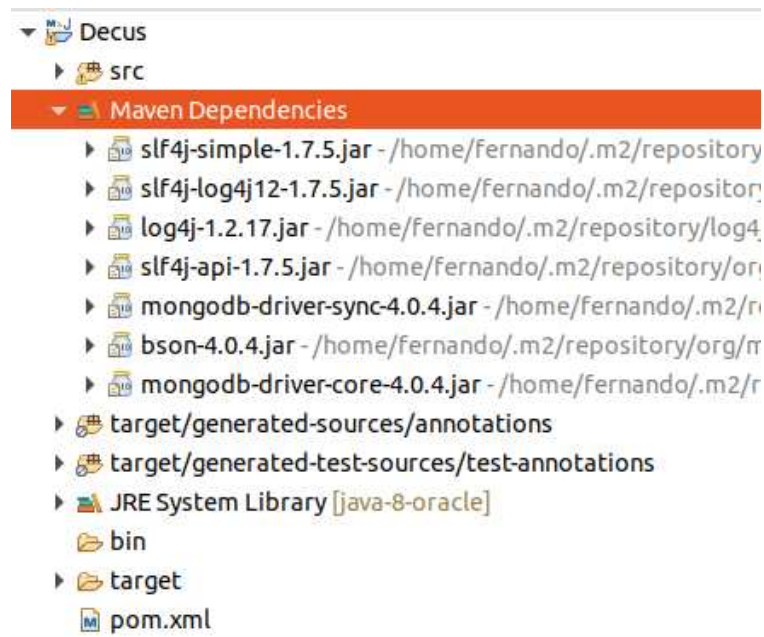 Decus
src
Maven Dependencies
slf4j-simple-1.7.5.jar - /home/fernando/.m2/repository
slf4j-log4j12-1.7.5.jar - /home/fernando/.m2/repository
log4j-1.2.17.jar - /home/fernando/.m2/repository/log4j
slf4j-api-1.7.5.jar - /home/fernando/.m2/repository/org
mongodb-driver-sync-4.0.4.jar - /home/fernando/.m2/re
bson-4.0.4.jar - /home/fernando/.m2/repository/org/m
mongodb-driver-core-4.0.4.jar - /home/fernando/.m2/r
target/generated-sources/annotations
target/generated-test-sources/test-annotations
JRE System Library [java-8-oracle]
bin
target
pom.xml